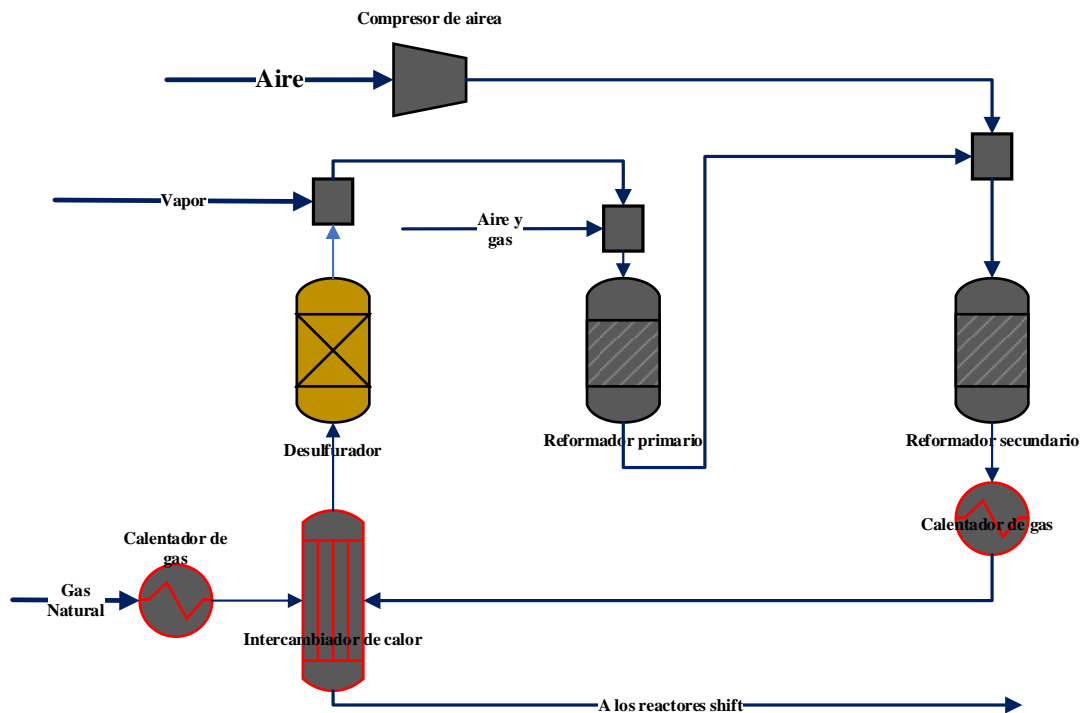 Compresor de airea
Aire
Vapor
Aire y
gas
Desulfurador
Reformador primario
Reformador secundario
Calentador de gas
Calentador de
gas
Gas
Natural
Intercambiador de calor
A los reactores shift